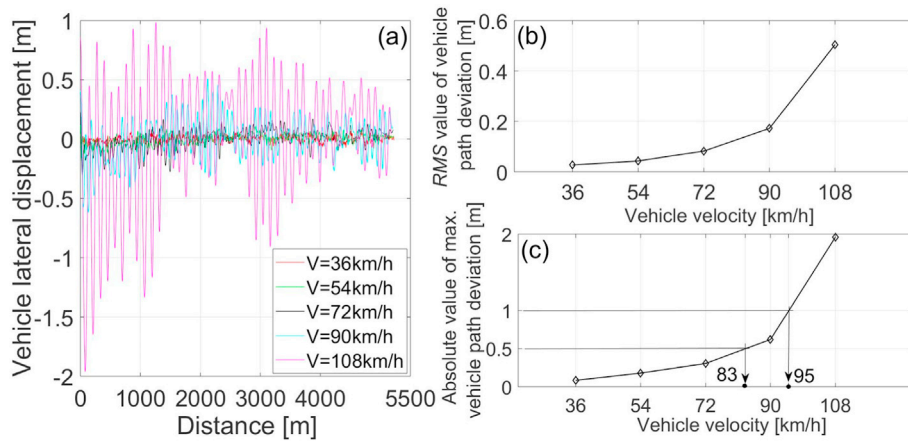 (a)
Vehicle lateral displacement [m]
1
0.5
0
-0.5
-1
-1.5
-2
V=36km/h
V=54km/h
V=72km/h
V=90km/h
V=108km/h
0 1000 2000 3000 4000 5500
Distance [m]
(b)
RMS value of vehicle
path deviation [m]
0.6
0.4
0.2
0
36 54 72 90 108
Vehicle velocity [km/h]
(c)
Absolute value of max.
vehicle path deviation [m]
2
1
0.5
0
83 95
36 54 72 90 108
Vehicle velocity [km/h]